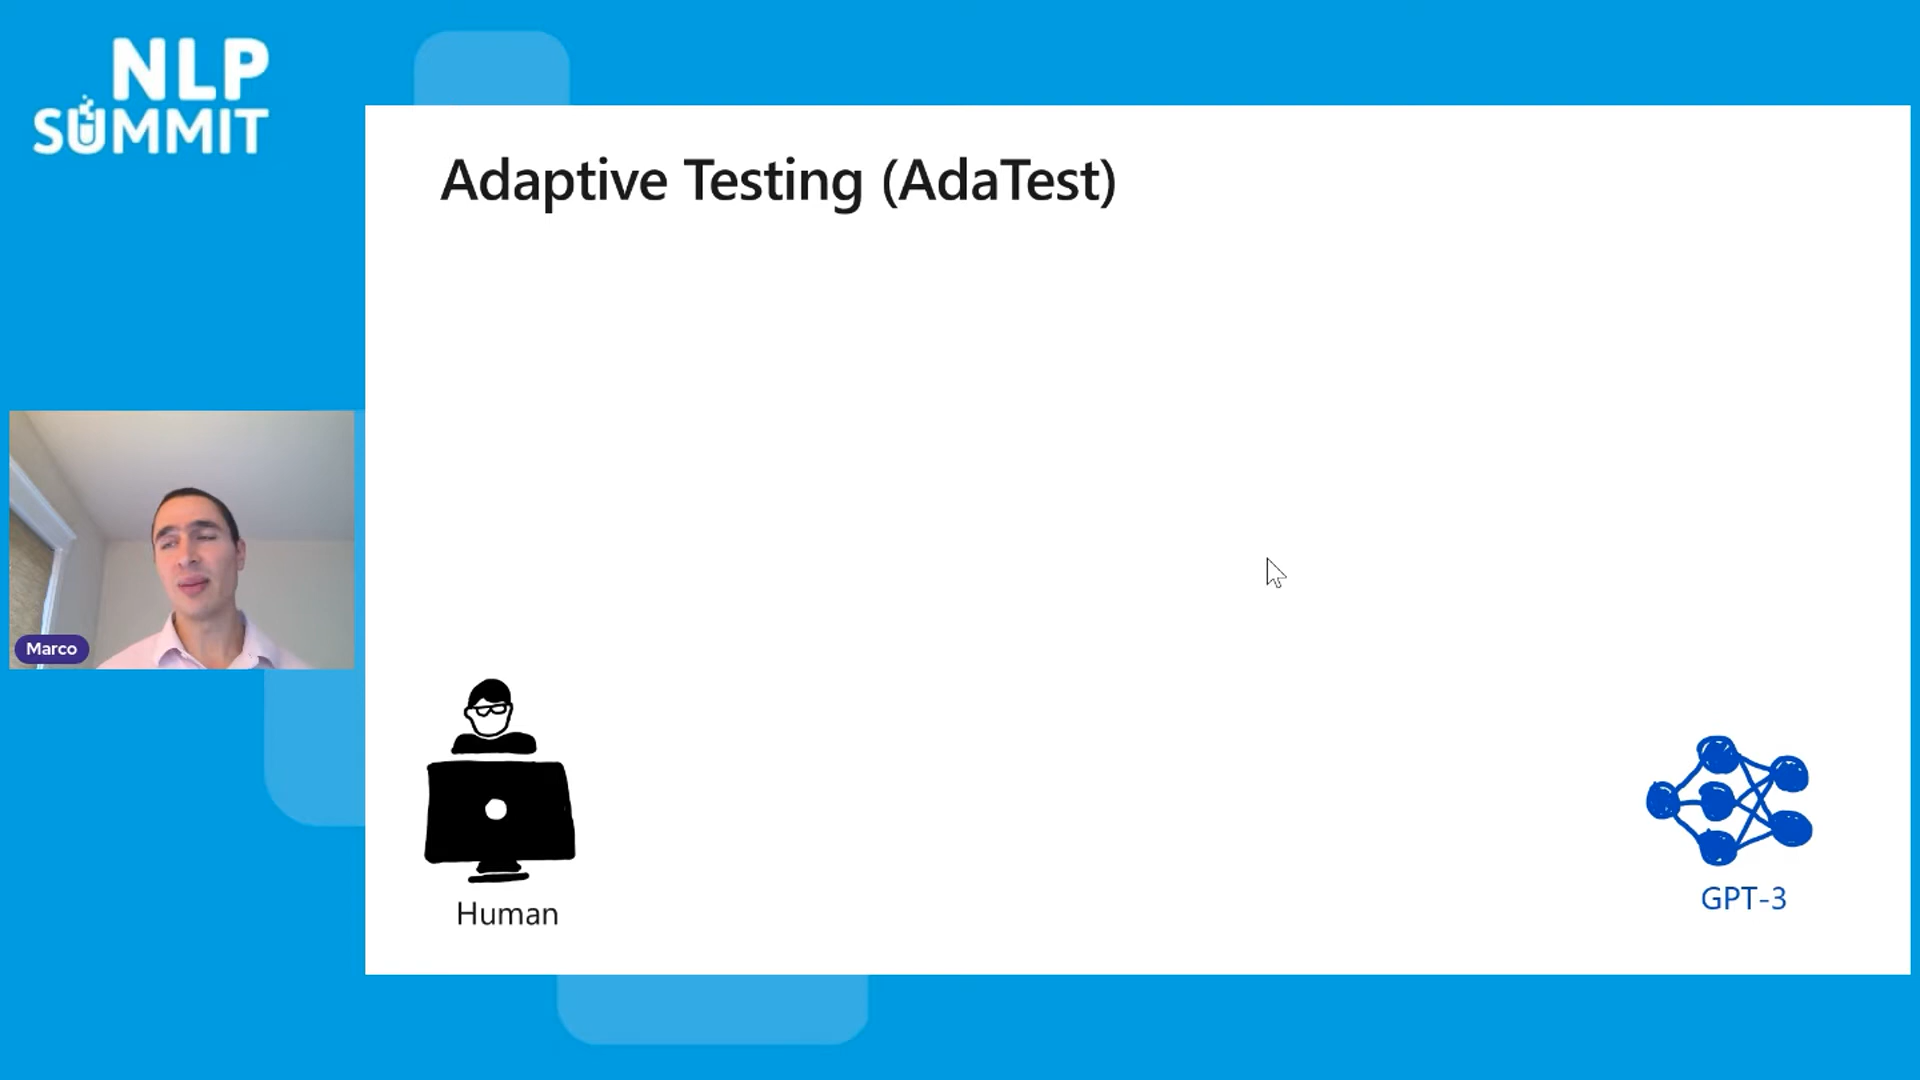 NLP
SUMMIT
Adaptive Testing (AdaTest)
Marco
Human
GPT-3